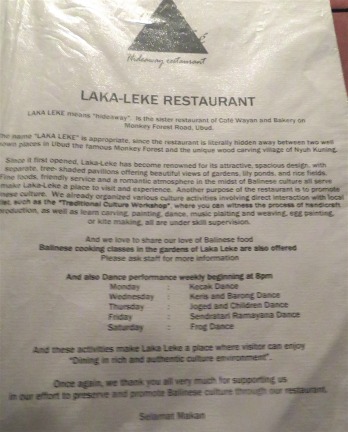 Hideaway restaurant
LAKA-LEKE RESTAURANT
LAKA LEKE means "hideaway". Is the sister restaurant of Café Wayan and Bakery on
Monkey Forest Road, Ubud.
The name "LAKA LEKE" is appropriate, since the restaurant is literally hidden away between two well
known places in Ubud the famous Monkey Forest and the unique wood carving village of Nyuh Kuning.
Since it first opened, Laka-Leke has become renowned for its attractive, spacious design, with
separate, tree- shaded pavilions offering beautiful views of gardens, lily ponds, and rice fields.
Fine foods, friendly service and a romantic atmosphere in the midst of Balinese culture all serve
make Laka-Leke a place to visit and experience. Another purpose of the restaurant is to promote
culture. We already organized various culture activities involving direct interaction with local
such as the "Traditional Culture Workshop", where you can witness the process of handicraft
production, as well as learn carving, painting, dance, music plaiting and weaving, egg painting,
or kite making, all are under skill supervision.
And we love to share our love of Balinese food
Balinese cooking classes in the gardens of Laka Leke are also offered
Please ask staff for more information
And also Dance performance weekly beginning at 8pm
Monday : Kecak Dance
Wednesday : Keris and Barong Dance
Thursday : Joged and Children Dance
Friday : Sendratari Ramayana Dance
Saturday : Frog Dance
And these activities make Laka Leke a place where visitor can enjoy
"Dining in rich and authentic culture environment".
Once again, we thank you all very much for supporting us
in our effort to preserve and promote Balinese culture through our restaurant.
Selamat Makan